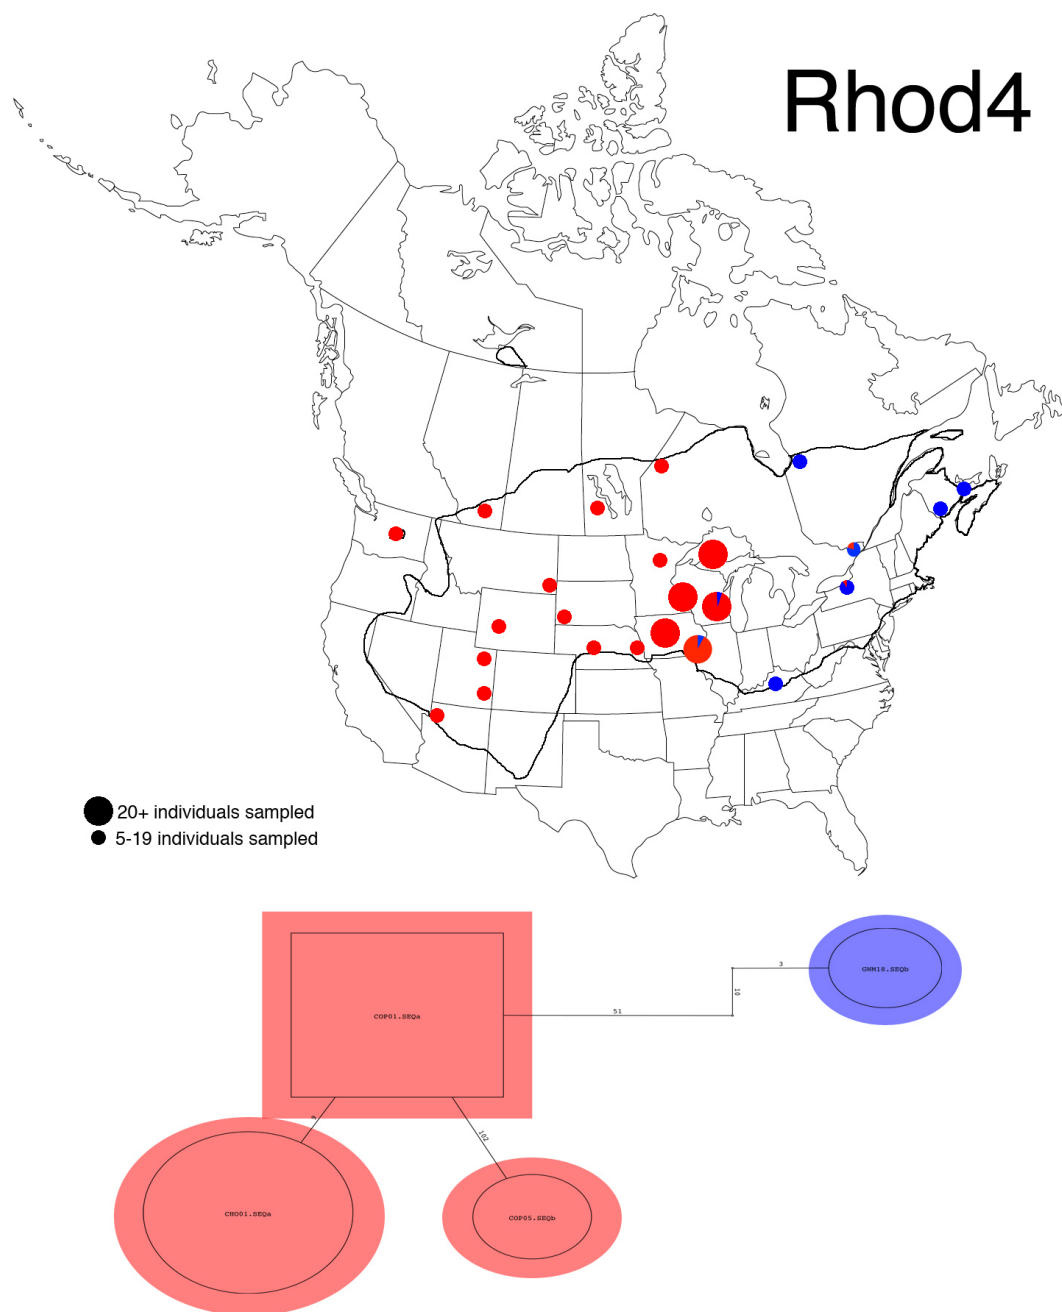 Rhod4
20+ individuals sampled
5-19 individuals sampled
COP01.SEQa
51
10
3
GNM18.SEQb
9
102
CHO01.SEQa
COP05.SEQb